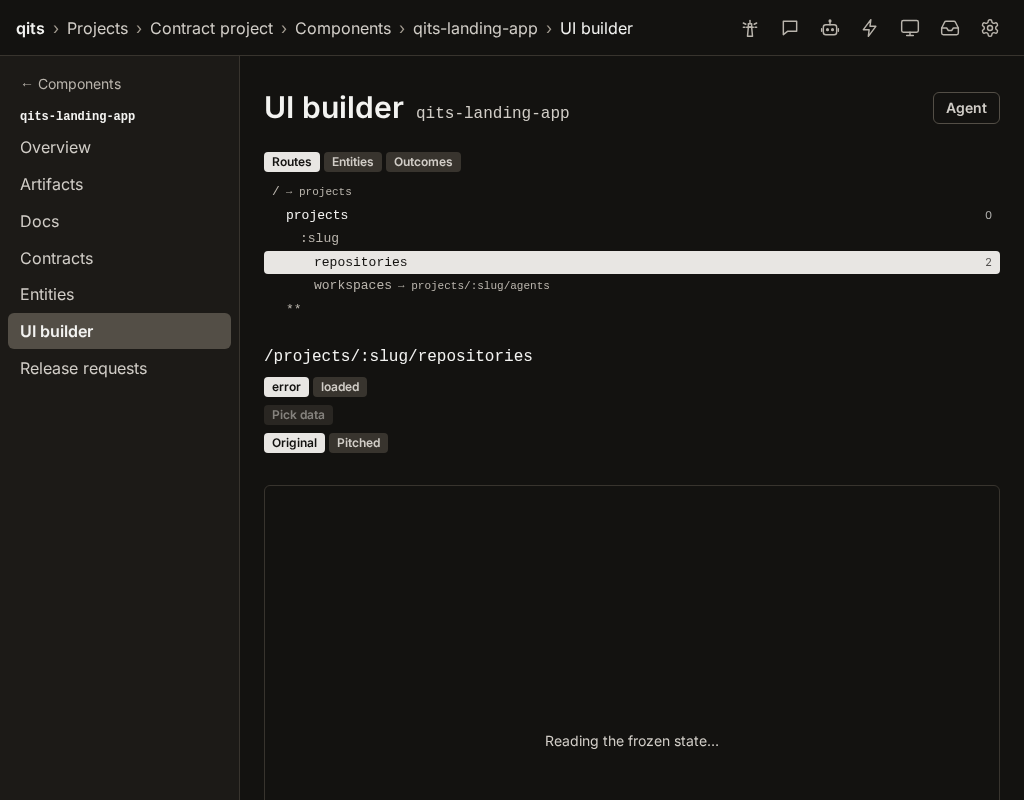 qits › Projects › Contract project › Components › qits-landing-app › UI builder
← Components
qits-landing-app
Overview
Artifacts
Docs
Contracts
Entities
UI builder
Release requests
UI builder qits-landing-app
Agent
Routes Entities Outcomes
/ → projects
projects 0
:slug
repositories 2
workspaces → projects/:slug/agents
**
/projects/:slug/repositories
error loaded
Pick data
Original Pitched
Reading the frozen state...